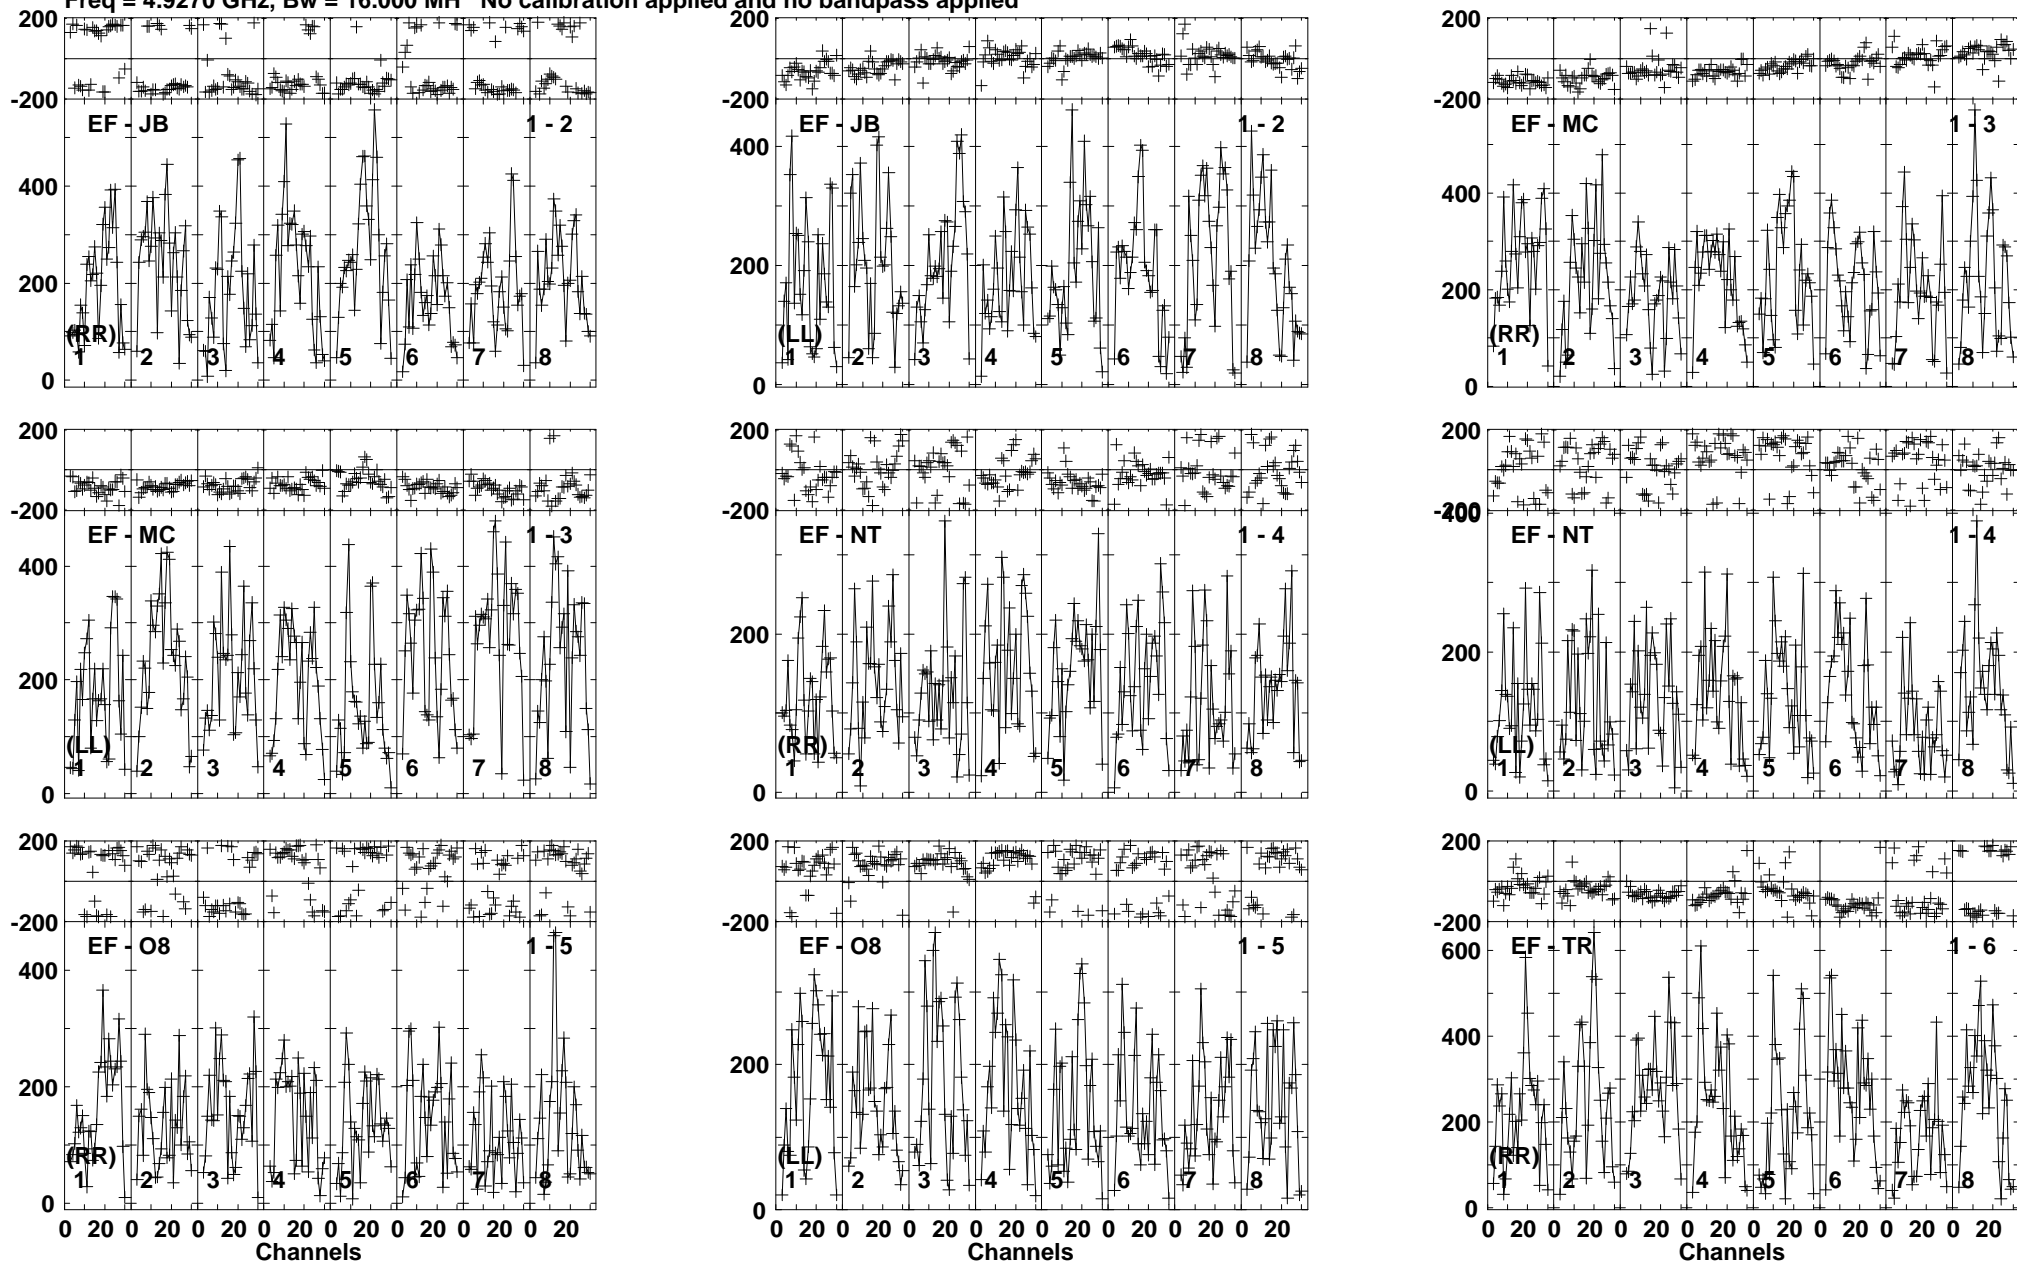 Freq = 4.9270 GHz, Bw = 16.000 MH No calibration applied and no bandpass applied
200 200 200
-200 -200 -200
EF - JB 1 - 2 EF - JB 1 - 2 EF - MC 1 - 3
400 400 400
200 200 200
(RR) (LL) (RR)
1 2 3 4 5 6 7 8 1 2 3 4 5 6 7 8 1 2 3 4 5 6 7 8
0 0 0
200 200 200
-200 -200 -200
400
EF - MC 1 - 3 EF - NT 1 - 4 EF - NT 1 - 4
400
200 200 200
(LL) (RR) (LL)
1 2 3 4 5 6 7 8 1 2 3 4 5 6 7 8 1 2 3 4 5 6 7 8
0 0 0
200 200 200
-200 -200 -200
EF - O8 1 - 5 EF - O8 1 - 5 EF - TR 1 - 6
600
400 400
200 200 200
(RR) (LL) (RR)
1 2 3 4 5 6 7 8 1 2 3 4 5 6 7 8 1 2 3 4 5 6 7 8
0 0 0
0 20 0 20 0 20 0 20 0 20 0 20 0 20 0 20 0 20 0 20 0 20 0 20 0 20 0 20 0 20 0 20 0 20 0 20 0 20 0 20 0 20 0 20 0 20 0 20
Channels Channels Channels